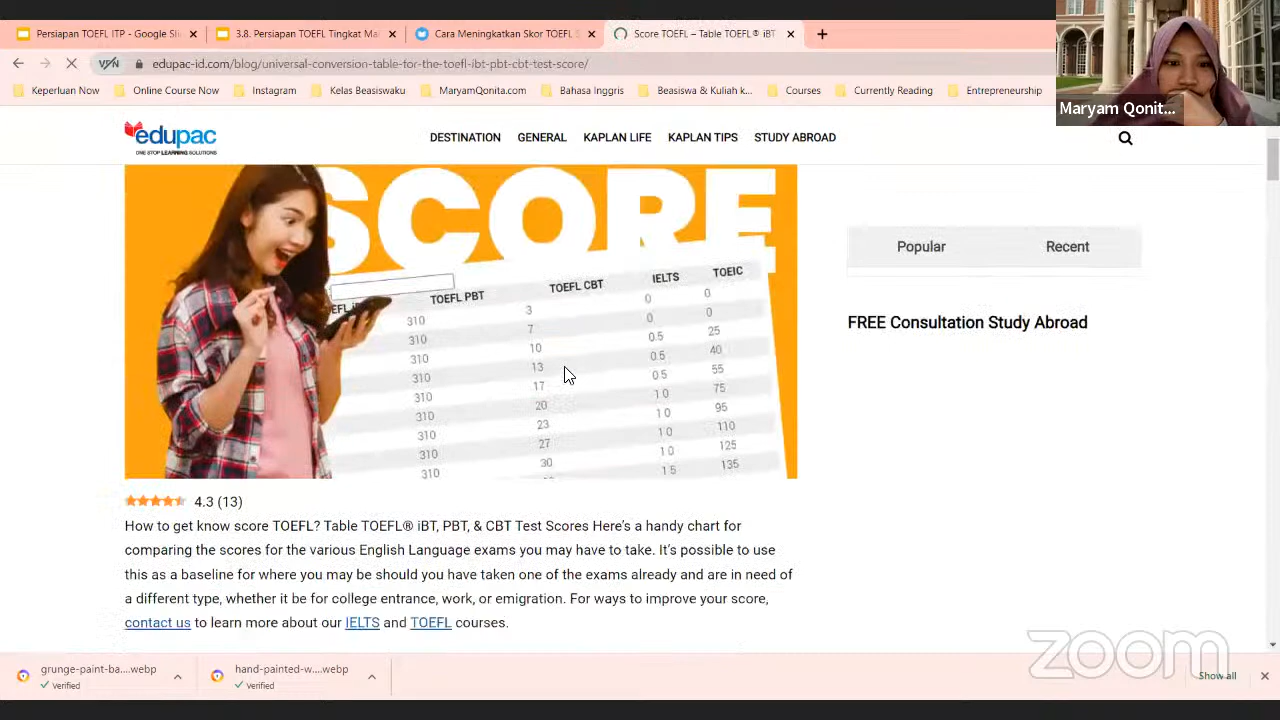 Persiapan TOEFL ITP - Google Sli
3.8. Persiapan TOEFL Tingkat Me
Cara Meningkatkan Skor TOEFL S
Score TOEFL – Table TOEFL® iBT
VPN
edupac-id.com/blog/universal-conversion-table-for-the-toefl-ibt-pbt-cbt-test-score/
Keperluan Now
Online Course Now
Instagram
Kelas Beasiswaku
MaryamQonita.com
Bahasa Inggris
Beasiswa & Kuliah k...
Courses
Currently Reading
Entrepreneurship
Maryam Qonit...
edupac
ONE STOP LEARNING SOLUTIONS
DESTINATION GENERAL KAPLAN LIFE KAPLAN TIPS STUDY ABROAD
SCORE
TOEFL PBT TOEFL CBT IELTS TOEIC
310 3 0 0
310 7 0 0
310 10 0.5 25
310 13 0.5 40
310 17 0.5 55
310 20 1 0 75
310 23 1 0 95
310 27 1 0 110
310 30 1 0 125
1 5 135
Popular Recent
FREE Consultation Study Abroad
4.3 (13)
How to get know score TOEFL? Table TOEFL® iBT, PBT, & CBT Test Scores Here's a handy chart for
comparing the scores for the various English Language exams you may have to take. It's possible to use
this as a baseline for where you may be should you have taken one of the exams already and are in need of
a different type, whether it be for college entrance, work, or emigration. For ways to improve your score,
contact us to learn more about our IELTS and TOEFL courses.
zoom
grunge-paint-ba....webp
Verified
hand-painted-w....webp
Verified
Show all